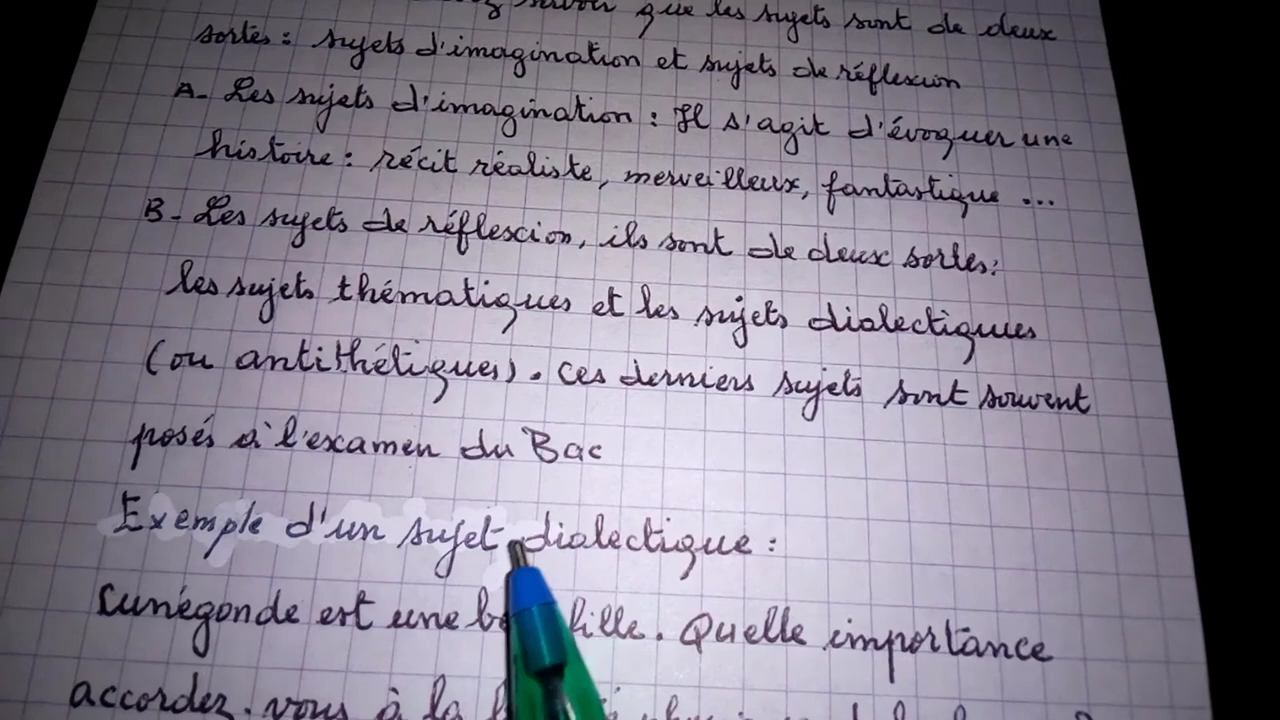 savoir que les sujets sont de deux
sortes : sujets d'imagination et sujets de réflexion
A- Les sujets d'imagination : Il s'agit d'évoquer une
histoire : récit réaliste, merveilleux, fantastique ...
B- Les sujets de réflexion, ils sont de deux sortes :
les sujets thématiques et les sujets dialectiques
(ou antithétiques). Ces derniers sujets sont souvent
posés à l'examen du Bac
Exemple d'un sujet dialectique :
Cunégonde est une fille. Quelle importance
accordez-vous à la